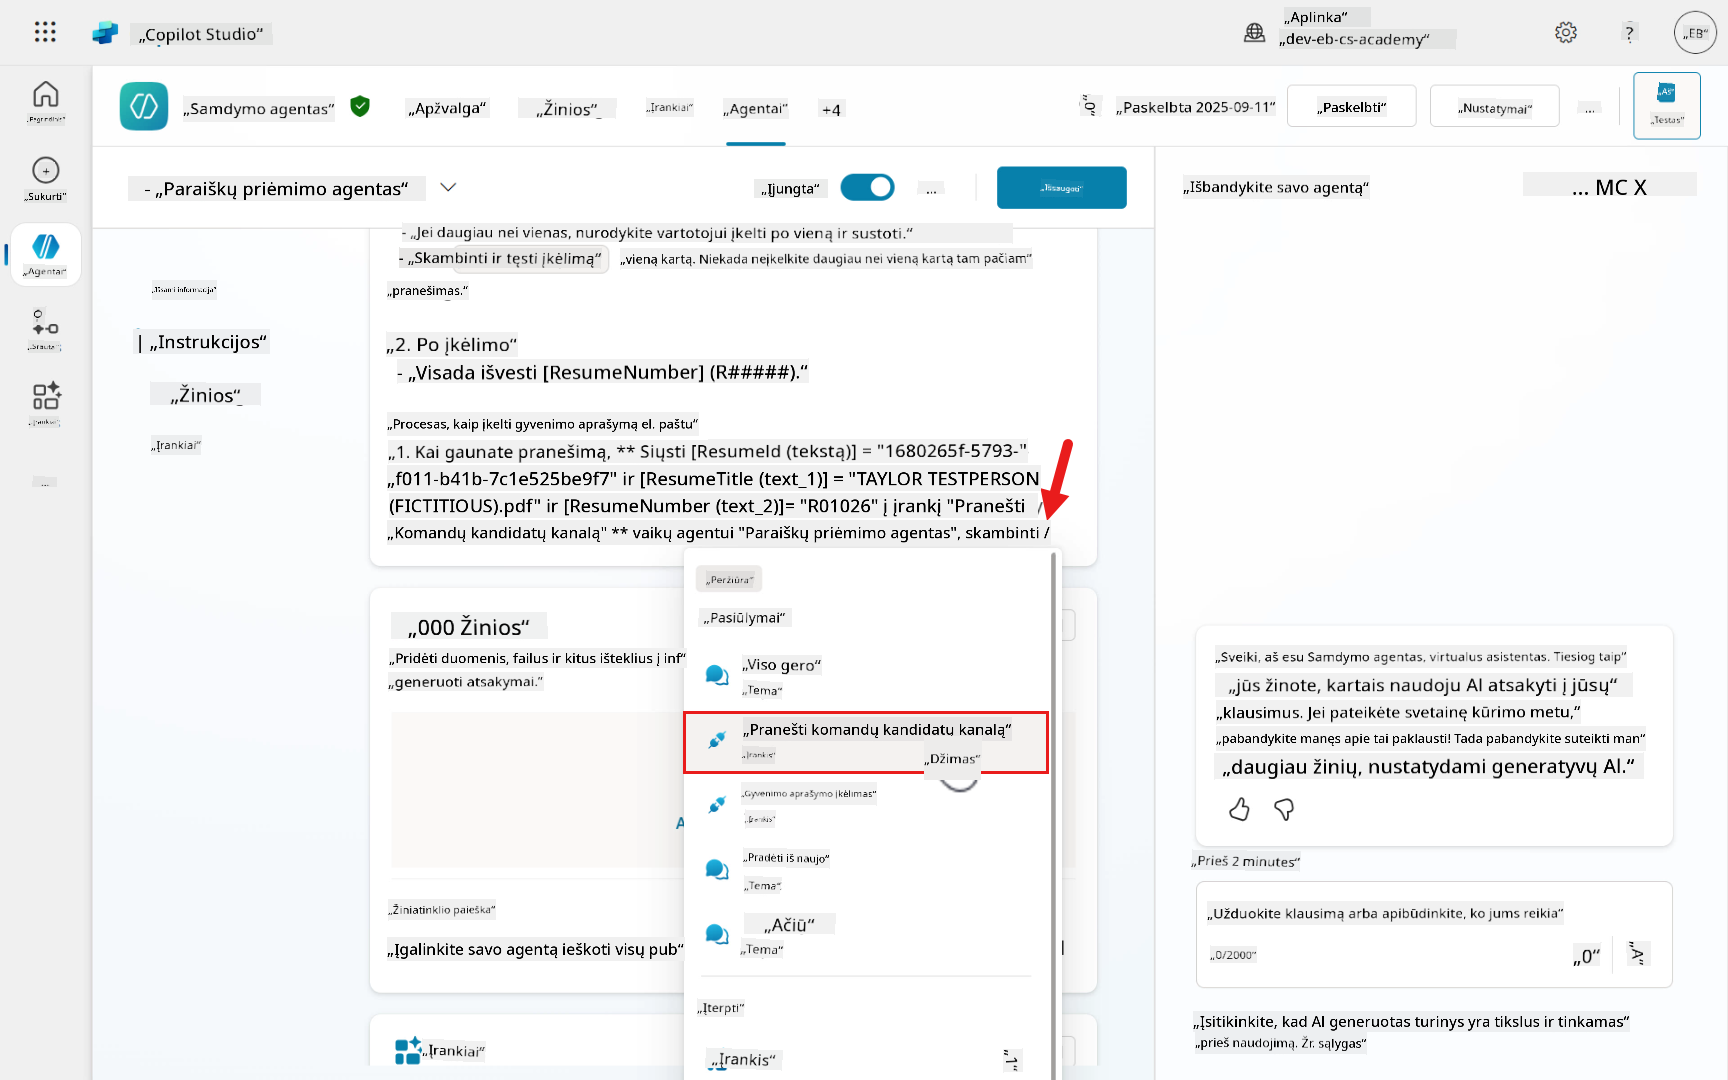 „Copilot Studio“
„Aplinka“
„dev-eb-cs-academy“
?
„EB“
„Samdymo agentas“
„Apžvalga“
„Žinios“
„Įrankiai“
„Agentai“
+4
„0“
„Paskelbta 2025-09-11“
„Paskelbti“
„Nustatymai“
...
„Aš“
„Testas“
„Pagrindinis“
„Sukurti“
„Agentai“
„Srautai“
„Įrankiai“
...
- „Paraiškų priėmimo agentas“
„Įjungta“
...
„Išsaugoti“
„Išsami informacija“
| „Instrukcijos“
„Žinios“
„Įrankiai“
- „Jei daugiau nei vienas, nurodykite vartotojui įkelti po vieną ir sustoti.“
- „Skambinti ir tęsti įkėlimą“ „vieną kartą. Niekada neįkelkite daugiau nei vieną kartą tam pačiam“
„pranešimas.“
„2. Po įkėlimo“
- „Visada išvesti [ResumeNumber] (R#####).“
„Procesas, kaip įkelti gyvenimo aprašymą el. paštu“
„1. Kai gaunate pranešimą, ** Siųsti [ResumeId (tekstą)] = "1680265f-5793-"
„f011-b41b-7c1e525be9f7" ir [ResumeTitle (text_1)] = "TAYLOR TESTPERSON
(FICTITIOUS).pdf" ir [ResumeNumber (text_2)]= "R01026" į įrankį "Pranešti /
„Komandų kandidatų kanalą" ** vaikų agentui "Paraiškų priėmimo agentas", skambinti /
„000 Žinios“
„Pridėti duomenis, failus ir kitus išteklius į inf“
„generuoti atsakymai.“
A
„Žiniatinklio paieška“
„Įgalinkite savo agentą ieškoti visų pub“
„Įrankiai“
„Peržiūra“
„Pasiūlymai“
„Viso gero“
„Tema“
„Pranešti komandų kandidatų kanalą“
„Įrankis“
„Džimas“
„Gyvenimo aprašymo įkėlimas“
„Įrankis“
„Pradėti iš naujo“
„Tema“
„Ačiū“
„Tema“
„Įterpti“
„Įrankis“
„1“
„Išbandykite savo agentą“
... MC X
„Sveiki, aš esu Samdymo agentas, virtualus asistentas. Tiesiog taip“
„jūs žinote, kartais naudoju AI atsakyti į jūsų“
„klausimus. Jei pateikėte svetainę kūrimo metu,“
„pabandykite manęs apie tai paklausti! Tada pabandykite suteikti man“
„daugiau žinių, nustatydami generatyvų AI.“
„Prieš 2 minutes“
„Užduokite klausimą arba apibūdinkite, ko jums reikia“
„0/2000“
„0“
„A“
„Įsitikinkite, kad AI generuotas turinys yra tikslus ir tinkamas“
„prieš naudojimą. Žr. sąlygas“